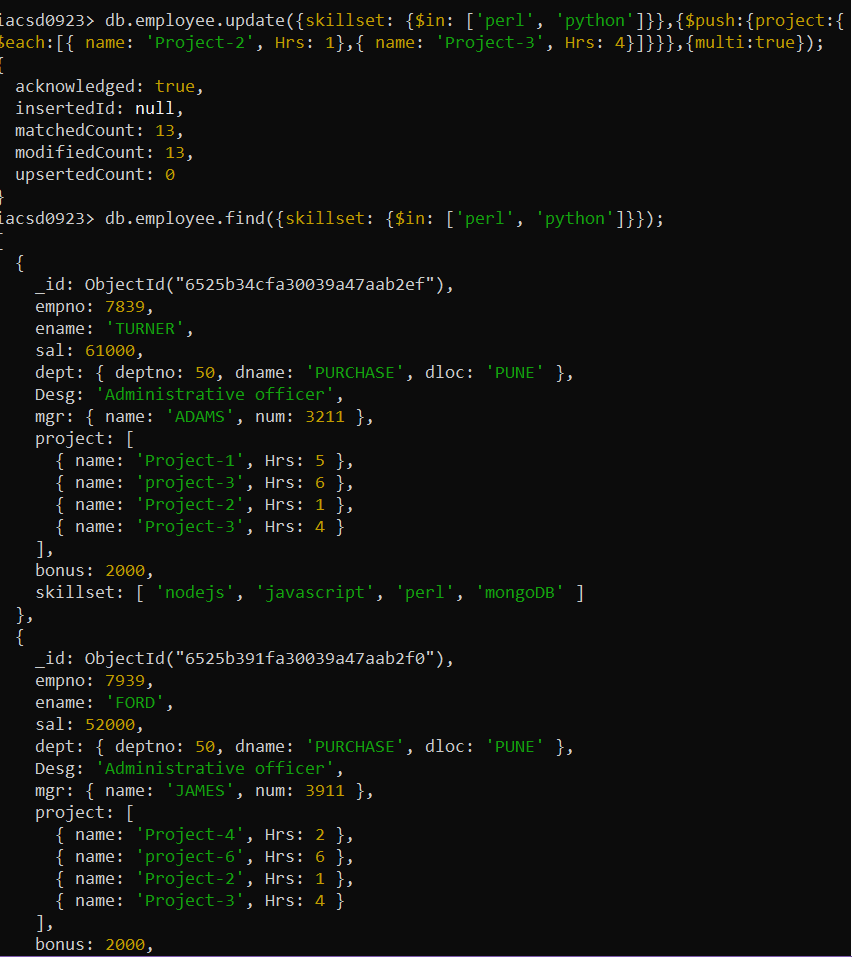 iacsd0923> db.employee.update({skillset: {$in: ['perl', 'python']}},{$push:{project:{
$each:[{ name: 'Project-2', Hrs: 1},{ name: 'Project-3', Hrs: 4}]}}},{multi:true});
{
  acknowledged: true,
  insertedId: null,
  matchedCount: 13,
  modifiedCount: 13,
  upsertedCount: 0
}
iacsd0923> db.employee.find({skillset: {$in: ['perl', 'python']}});
[
  {
    _id: ObjectId("6525b34cfa30039a47aab2ef"),
    empno: 7839,
    ename: 'TURNER',
    sal: 61000,
    dept: { deptno: 50, dname: 'PURCHASE', dloc: 'PUNE' },
    Desg: 'Administrative officer',
    mgr: { name: 'ADAMS', num: 3211 },
    project: [
      { name: 'Project-1', Hrs: 5 },
      { name: 'project-3', Hrs: 6 },
      { name: 'Project-2', Hrs: 1 },
      { name: 'Project-3', Hrs: 4 }
    ],
    bonus: 2000,
    skillset: [ 'nodejs', 'javascript', 'perl', 'mongoDB' ]
  },
  {
    _id: ObjectId("6525b391fa30039a47aab2f0"),
    empno: 7939,
    ename: 'FORD',
    sal: 52000,
    dept: { deptno: 50, dname: 'PURCHASE', dloc: 'PUNE' },
    Desg: 'Administrative officer',
    mgr: { name: 'JAMES', num: 3911 },
    project: [
      { name: 'Project-4', Hrs: 2 },
      { name: 'project-6', Hrs: 6 },
      { name: 'Project-2', Hrs: 1 },
      { name: 'Project-3', Hrs: 4 }
    ],
    bonus: 2000,